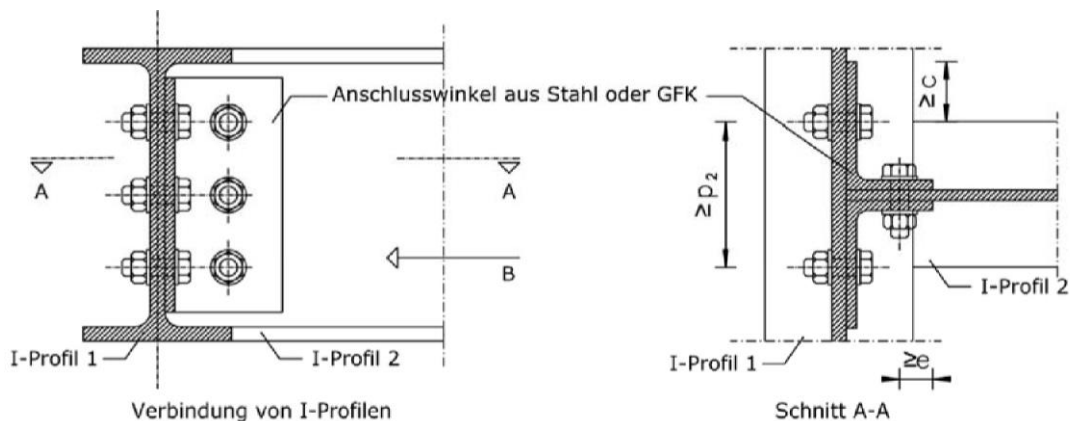 Anschlusswinkel aus Stahl oder GFK
A
A
B
I-Profil 1
I-Profil 2
Verbindung von I-Profilen
≥c
≥p₂
I-Profil 2
I-Profil 1
≥e
Schnitt A-A